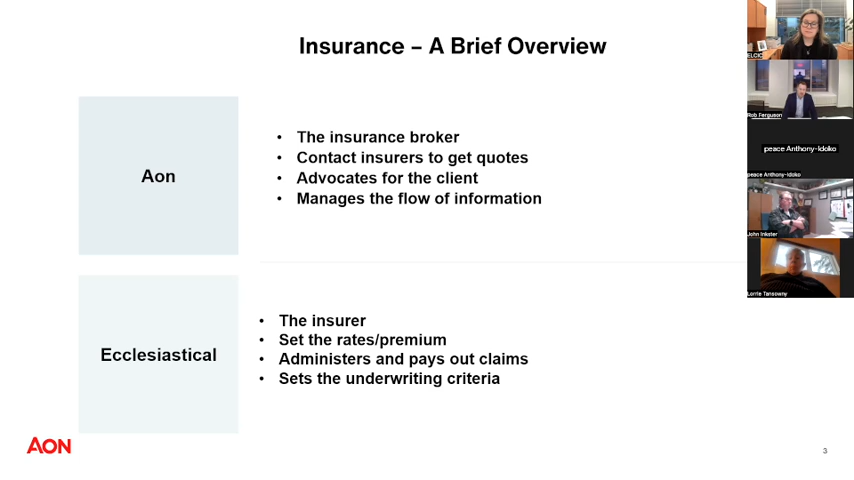 Insurance – A Brief Overview
Aon
• The insurance broker
• Contact insurers to get quotes
• Advocates for the client
• Manages the flow of information
Ecclesiastical
• The insurer
• Set the rates/premium
• Administers and pays out claims
• Sets the underwriting criteria
AON
3
ELCIC
Rob Ferguson
peace Anthony-Idoko
peace Anthony-Idoko
John Inkster
Lorrie Tansowny